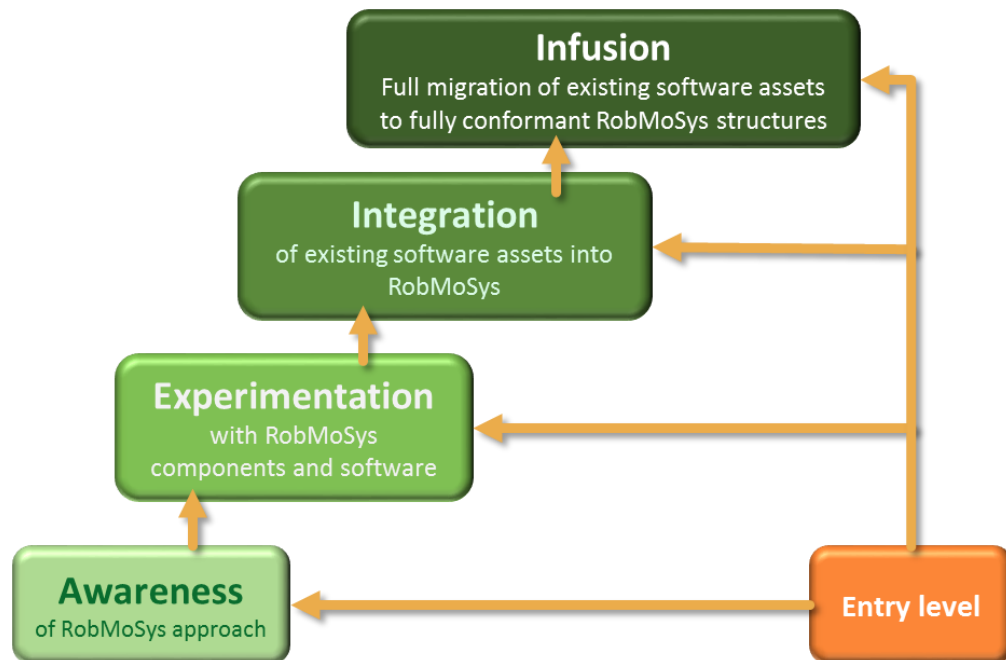 Infusion
Full migration of existing software assets
to fully conformant RobMoSys structures
Integration
of existing software assets into
RobMoSys
Experimentation
with RobMoSys
components and software
Awareness
of RobMoSys approach
Entry level